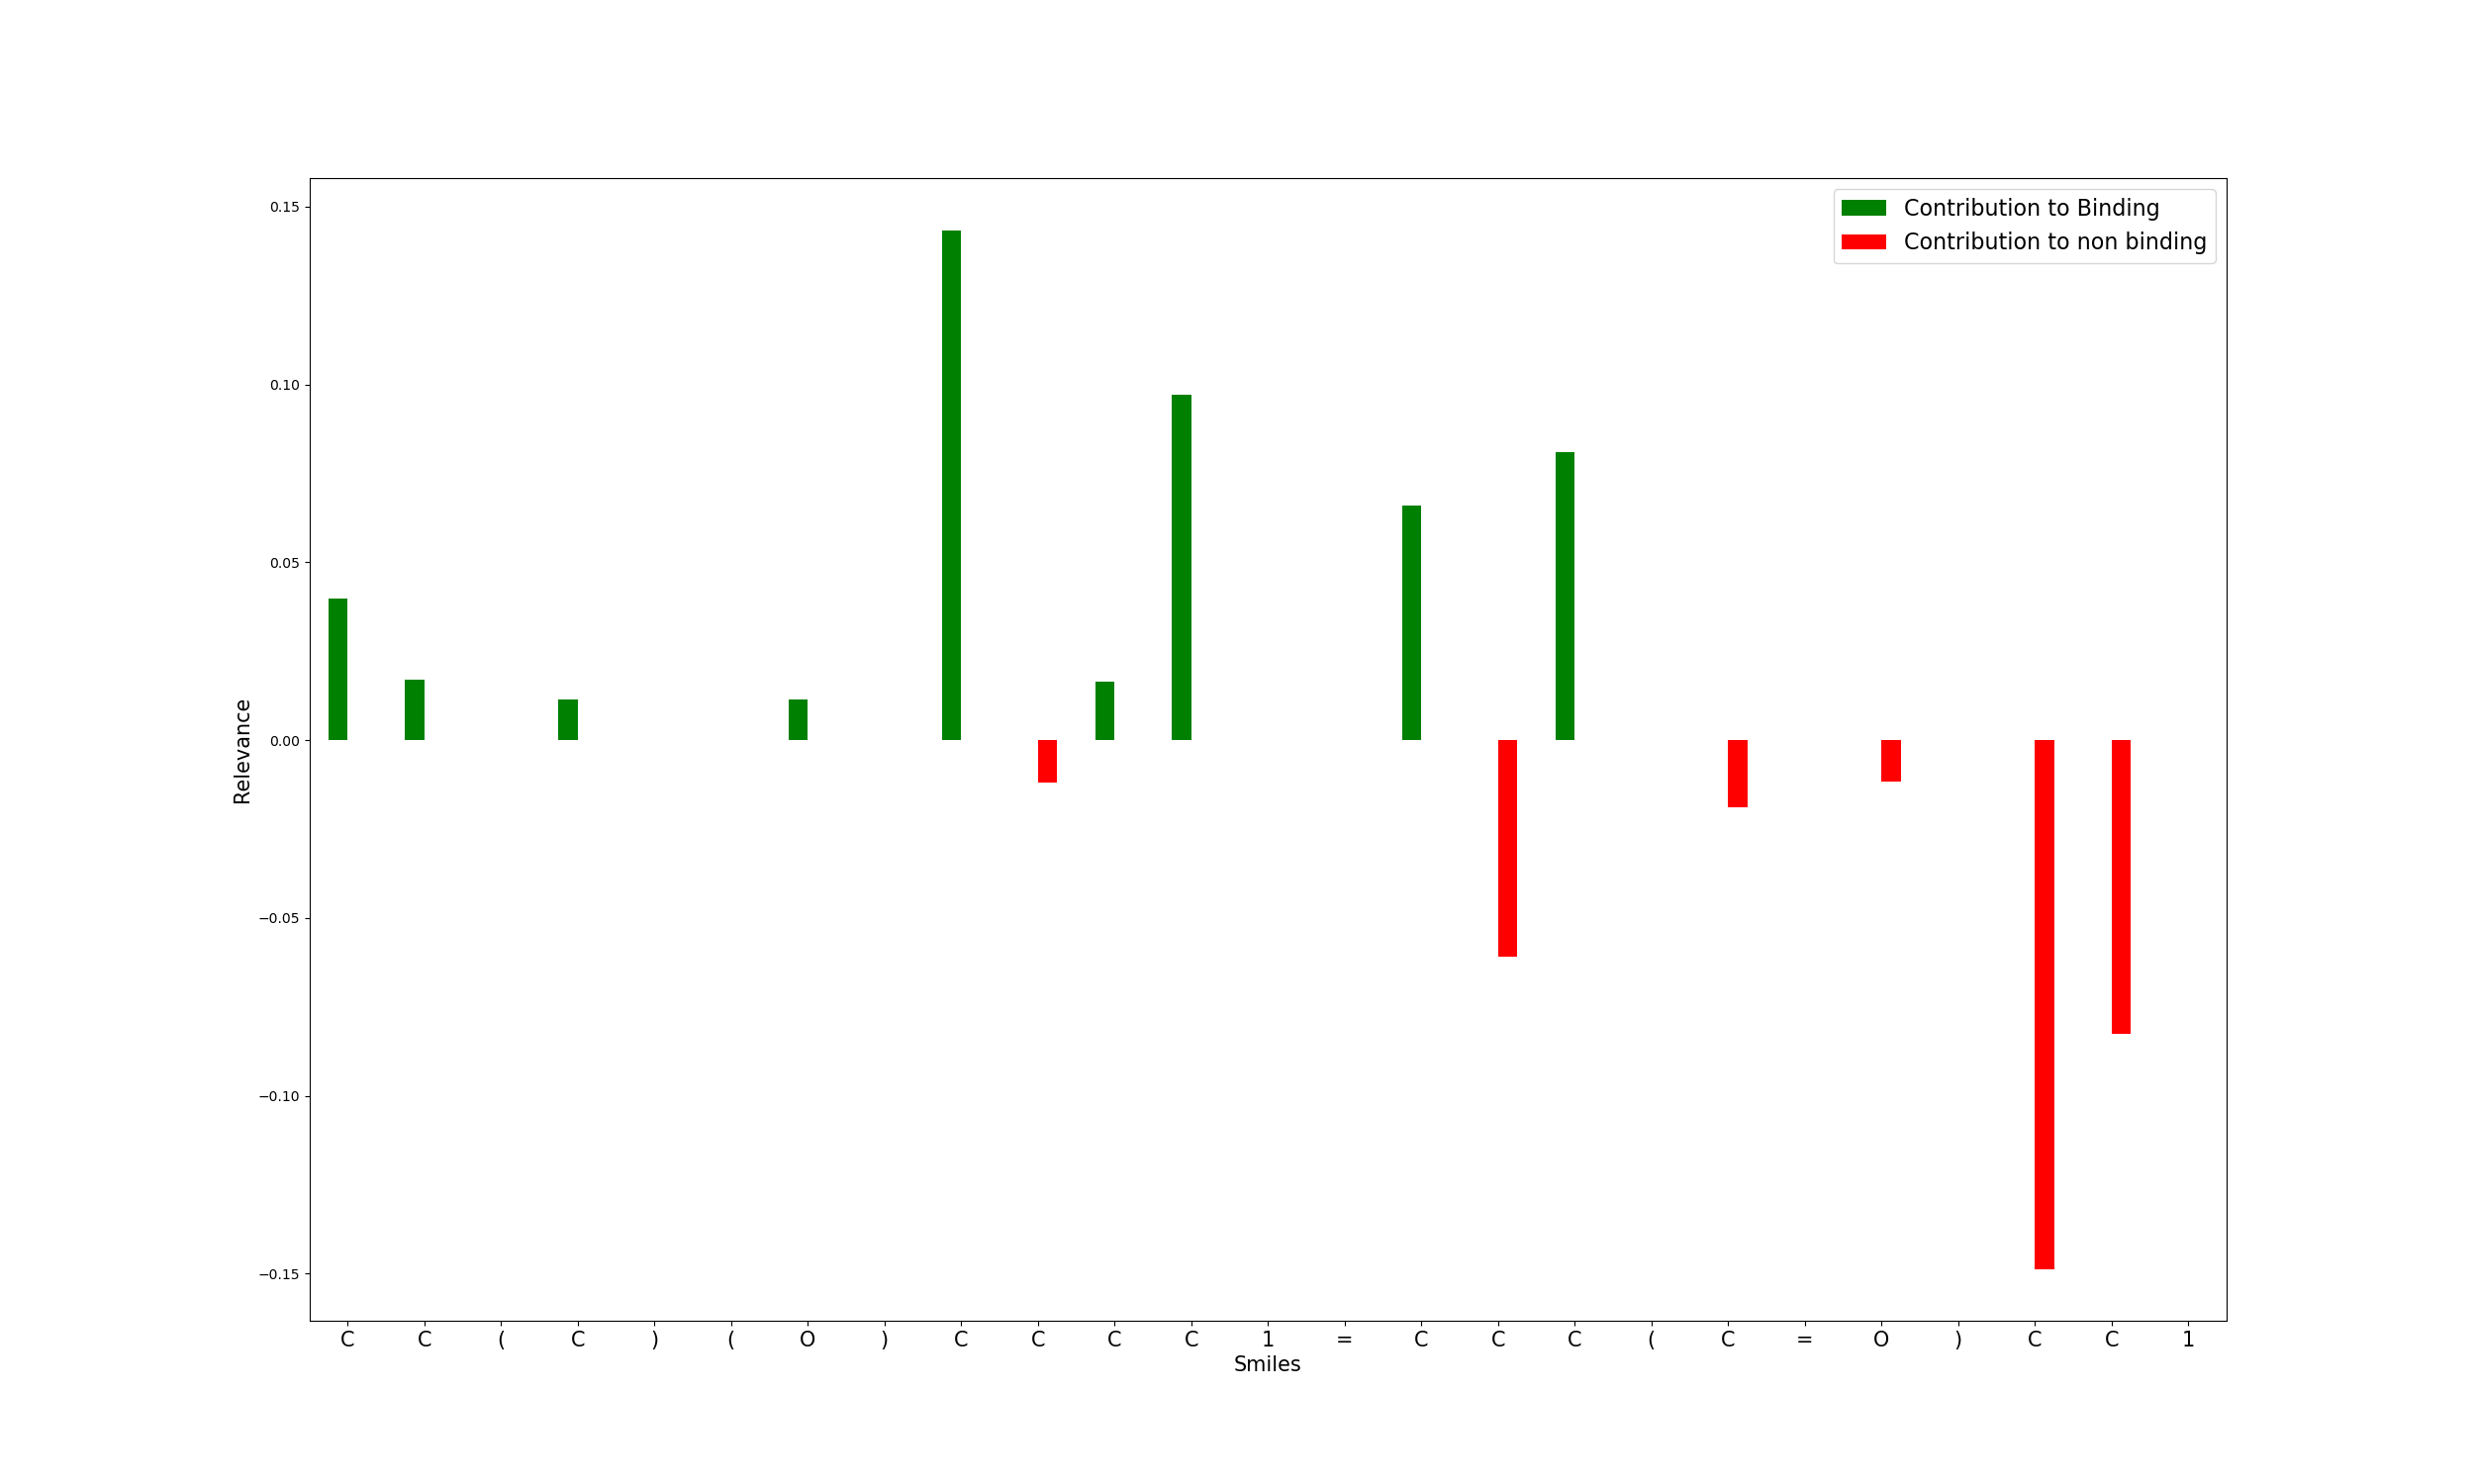 Contribution to Binding
Contribution to non binding
0.15
0.10
0.05
0.00
−0.05
−0.10
−0.15
Relevance
C C ( C ) ( O ) C C C C 1 = C C C ( C = O ) C C 1
Smiles